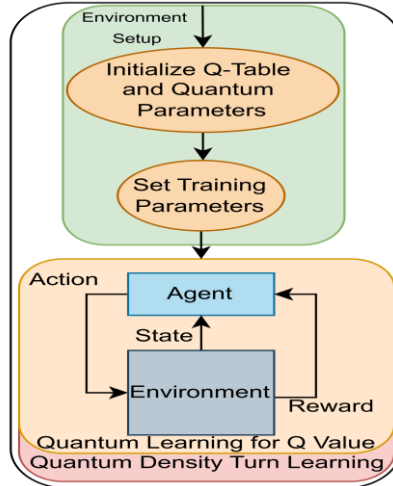 Environment
Setup
Initialize Q-Table
and Quantum
Parameters
Set Training
Parameters
Action
Agent
State
Environment
Reward
Quantum Learning for Q Value
Quantum Density Turn Learning